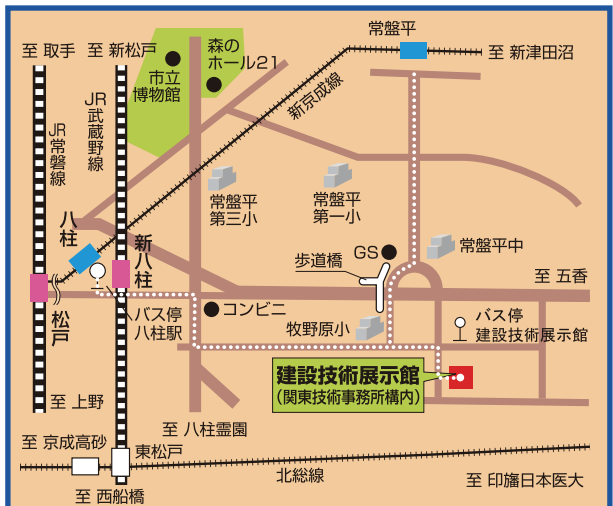 常盤平
至 取手
至 新松戸
森の
ホール21
至 新津田沼
市立
博物館
新京成線
JR常磐線
JR武蔵野線
常盤平
第三小
常盤平
第一小
八柱
新八柱
GS
常盤平中
歩道橋
至 五香
松戸
バス停
八柱駅
コンビニ
牧野原小
バス停
建設技術展示館
建設技術展示館
(関東技術事務所構内)
至 上野
至 八柱霊園
至 京成高砂
東松戸
北総線
至 印旛日本医大
至 西船橋